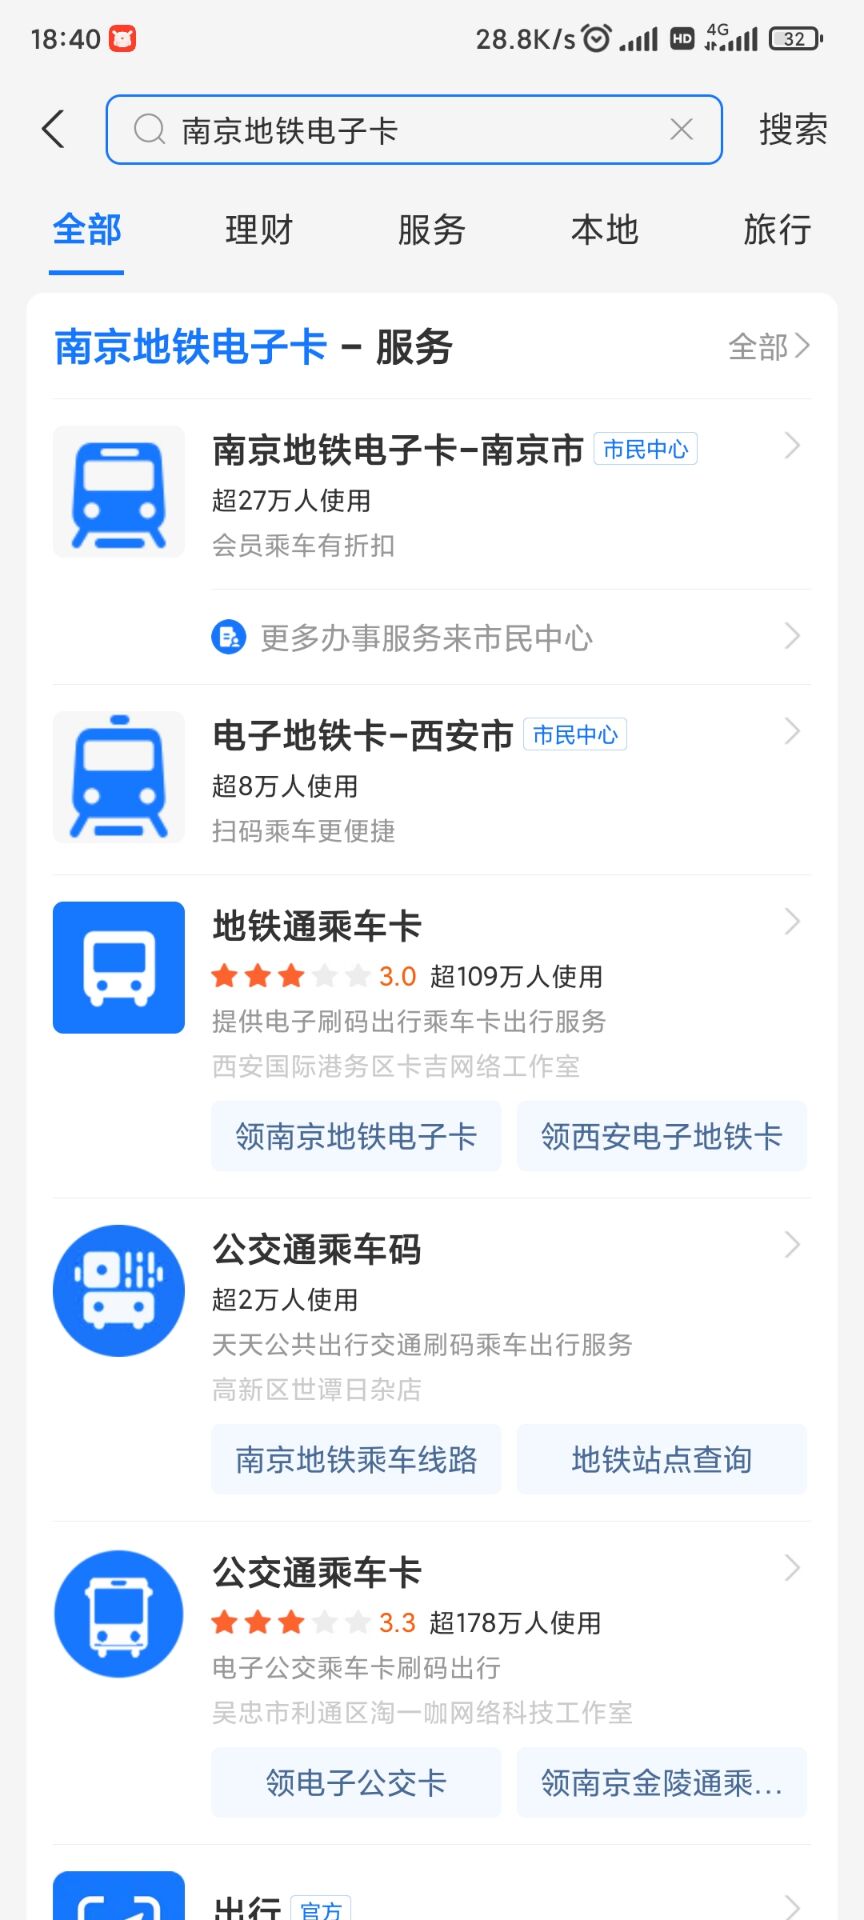 18:40
28.8K/s HD 4G 32
南京地铁电子卡
搜索
全部 理财 服务 本地 旅行
南京地铁电子卡 - 服务
全部
南京地铁电子卡-南京市 市民中心
超27万人使用
会员乘车有折扣
更多办事服务来市民中心
电子地铁卡-西安市 市民中心
超8万人使用
扫码乘车更便捷
地铁通乘车卡
3.0 超109万人使用
提供电子刷码出行乘车卡出行服务
西安国际港务区卡吉网络工作室
领南京地铁电子卡 领西安电子地铁卡
公交通乘车码
超2万人使用
天天公共出行交通刷码乘车出行服务
高新区世谭日杂店
南京地铁乘车线路 地铁站点查询
公交通乘车卡
3.3 超178万人使用
电子公交乘车卡刷码出行
吴忠市利通区淘一咖网络科技工作室
领电子公交卡 领南京金陵通乘...
出行 官方